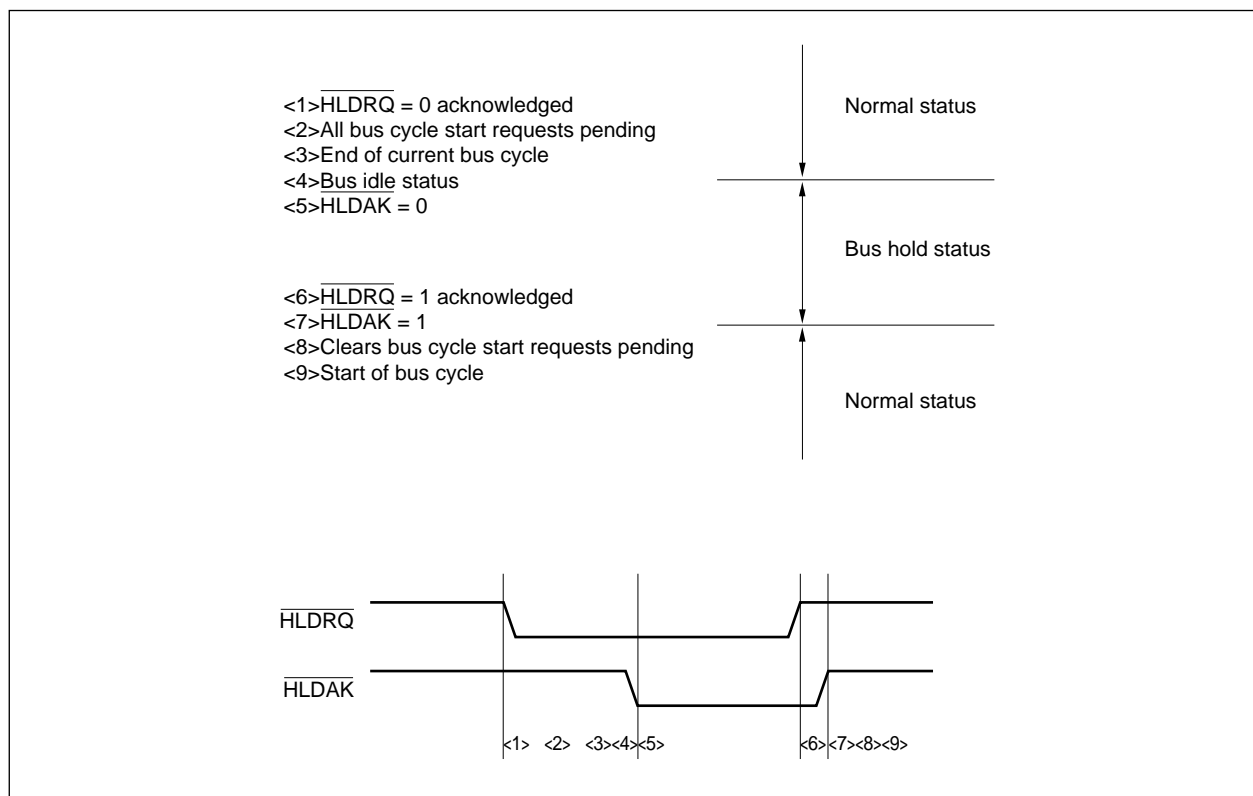 <1>HLDRQ = 0 acknowledged
<2>All bus cycle start requests pending
<3>End of current bus cycle
<4>Bus idle status
<5>HLDAK = 0
<6>HLDRQ = 1 acknowledged
<7>HLDAK = 1
<8>Clears bus cycle start requests pending
<9>Start of bus cycle
Normal status
Bus hold status
Normal status
HLDRQ
HLDAK
<1> <2> <3><4><5> <6><7><8><9>